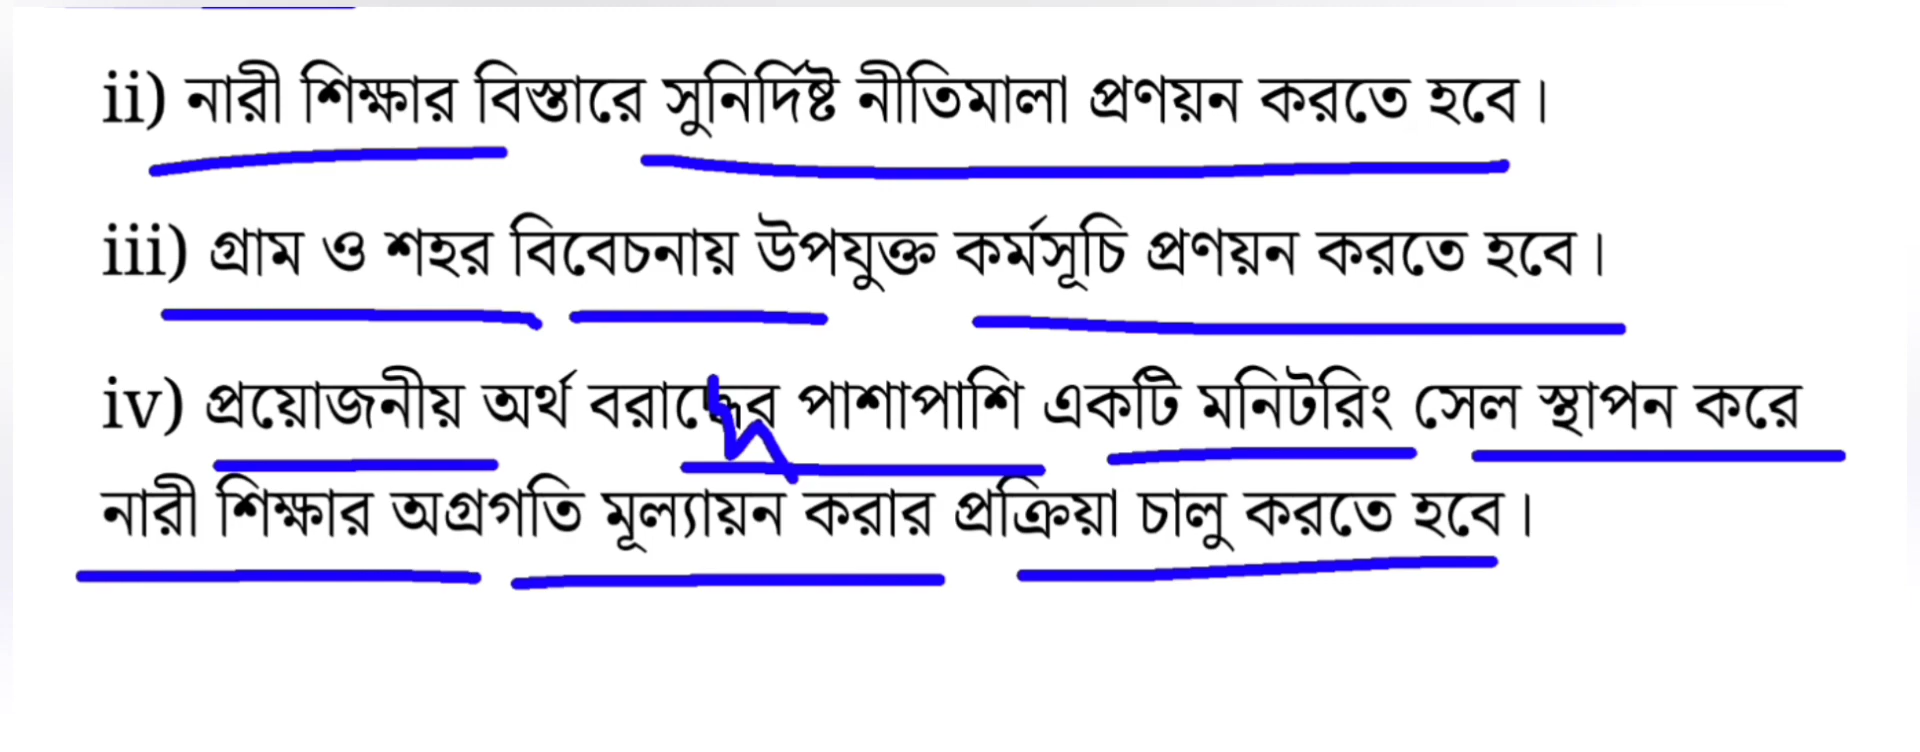 ii) নারী শিক্ষার বিস্তারে সুনির্দিষ্ট নীতিমালা প্রণয়ন করতে হবে।
iii) গ্রাম ও শহর বিবেচনায় উপযুক্ত কর্মসূচি প্রণয়ন করতে হবে।
iv) প্রয়োজনীয় অর্থ বরাদ্দের পাশাপাশি একটি মনিটরিং সেল স্থাপন করে
নারী শিক্ষার অগ্রগতি মূল্যায়ন করার প্রক্রিয়া চালু করতে হবে।